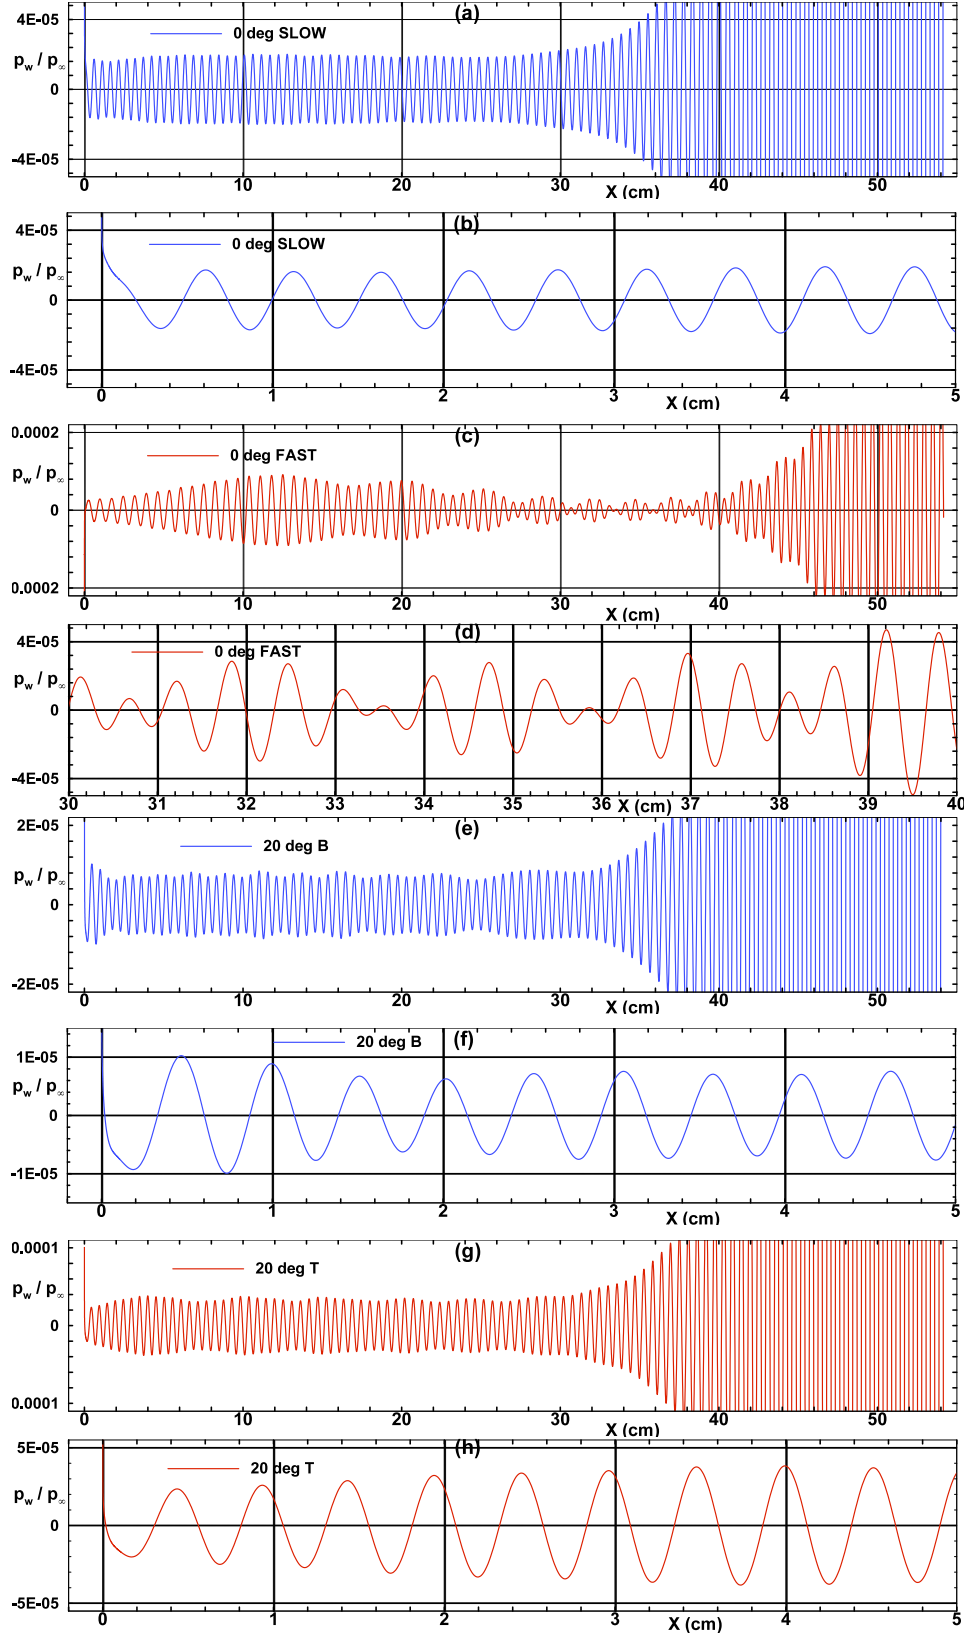 (a)
4E-05
0 deg SLOW
p_w / p_∞
0
-4E-05
0 10 20 30 40 50
X (cm)
(b)
4E-05
0 deg SLOW
p_w / p_∞
0
-4E-05
0 1 2 3 4 5
X (cm)
(c)
0.0002
0 deg FAST
p_w / p_∞
0
0.0002
0 10 20 30 40 50
X (cm)
(d)
4E-05
0 deg FAST
p_w / p_∞
0
-4E-05
30 31 32 33 34 35 36 37 38 39 40
X (cm)
(e)
2E-05
20 deg B
p_w / p_∞
0
-2E-05
0 10 20 30 40 50
X (cm)
(f)
20 deg B
1E-05
p_w / p_∞
0
-1E-05
0 1 2 3 4 5
X (cm)
(g)
0.0001
20 deg T
p_w / p_∞
0
0.0001
0 10 20 30 40 50
X (cm)
(h)
5E-05
20 deg T
p_w / p_∞
0
-5E-05
0 1 2 3 4 5
X (cm)